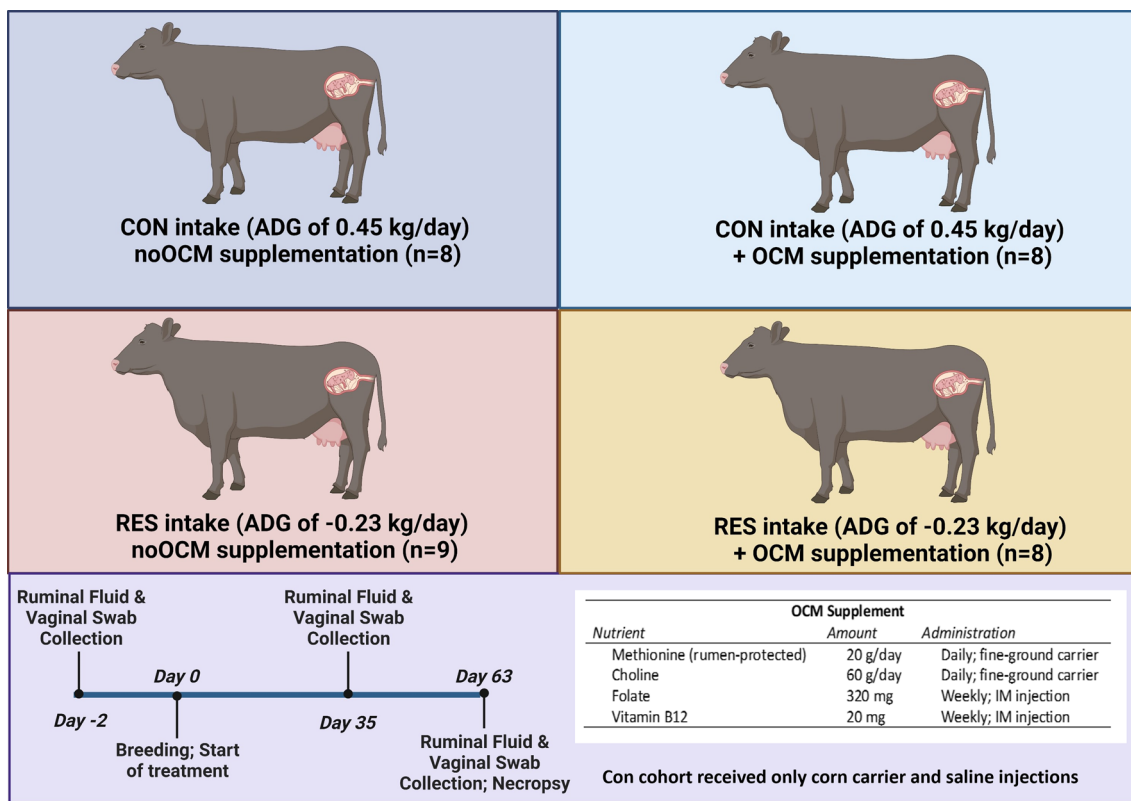 CON intake (ADG of 0.45 kg/day)
noOCM supplementation (n=8)
CON intake (ADG of 0.45 kg/day)
+ OCM supplementation (n=8)
RES intake (ADG of -0.23 kg/day)
noOCM supplementation (n=9)
RES intake (ADG of -0.23 kg/day)
+ OCM supplementation (n=8)
Ruminal Fluid &
Vaginal Swab
Collection
Day -2
Day 0
Breeding; Start
of treatment
Ruminal Fluid &
Vaginal Swab
Collection
Day 35
Day 63
Ruminal Fluid &
Vaginal Swab
Collection; Necropsy
OCM Supplement
Nutrient Amount Administration
Methionine (rumen-protected) 20 g/day Daily; fine-ground carrier
Choline 60 g/day Daily; fine-ground carrier
Folate 320 mg Weekly; IM injection
Vitamin B12 20 mg Weekly; IM injection
Con cohort received only corn carrier and saline injections